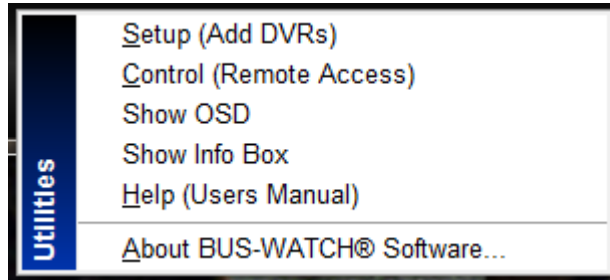 Setup (Add DVRs)
Control (Remote Access)
Show OSD
Show Info Box
Help (Users Manual)
About BUS-WATCH® Software...
Utilities